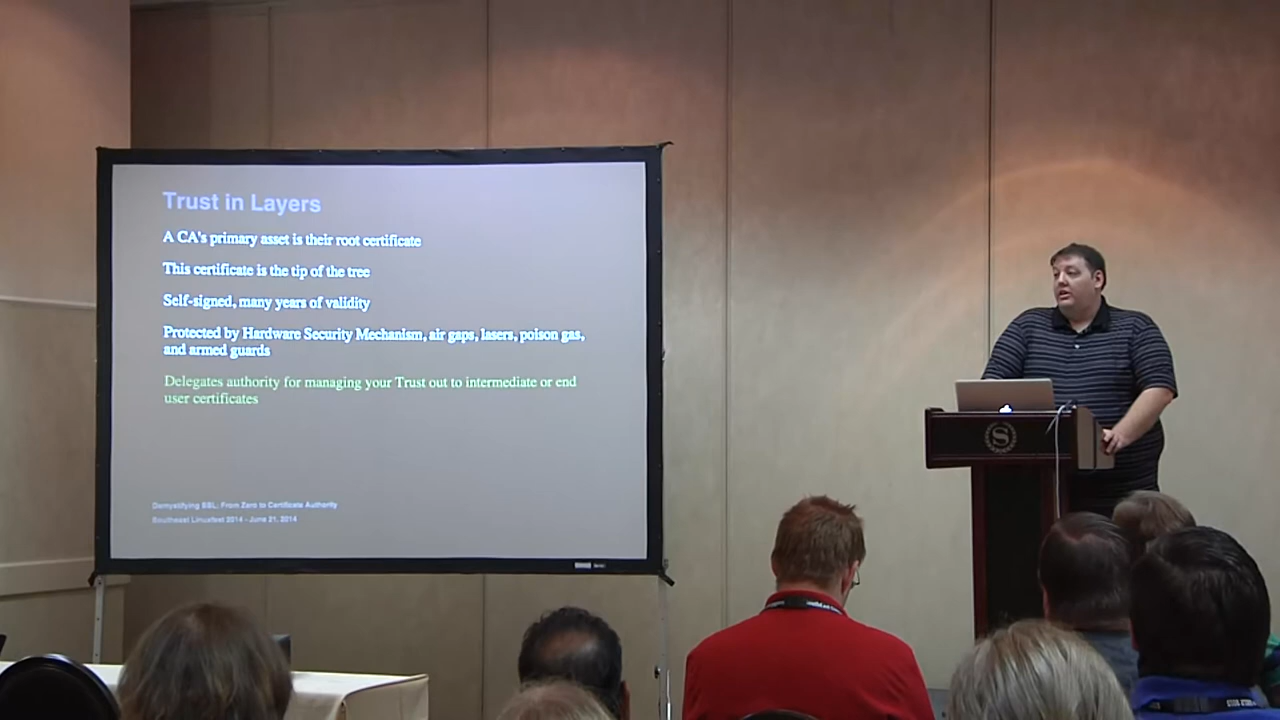 Trust in Layers
A CA's primary asset is their root certificate
This certificate is the tip of the tree
Self-signed, many years of validity
Protected by Hardware Security Mechanism, air gaps, lasers, poison gas,
and armed guards
Delegates authority for managing your Trust out to intermediate or end
user certificates
Demystifying SSL: From Zero to Certificate Authority
Southeast Linuxfest 2014 - June 21, 2014
S